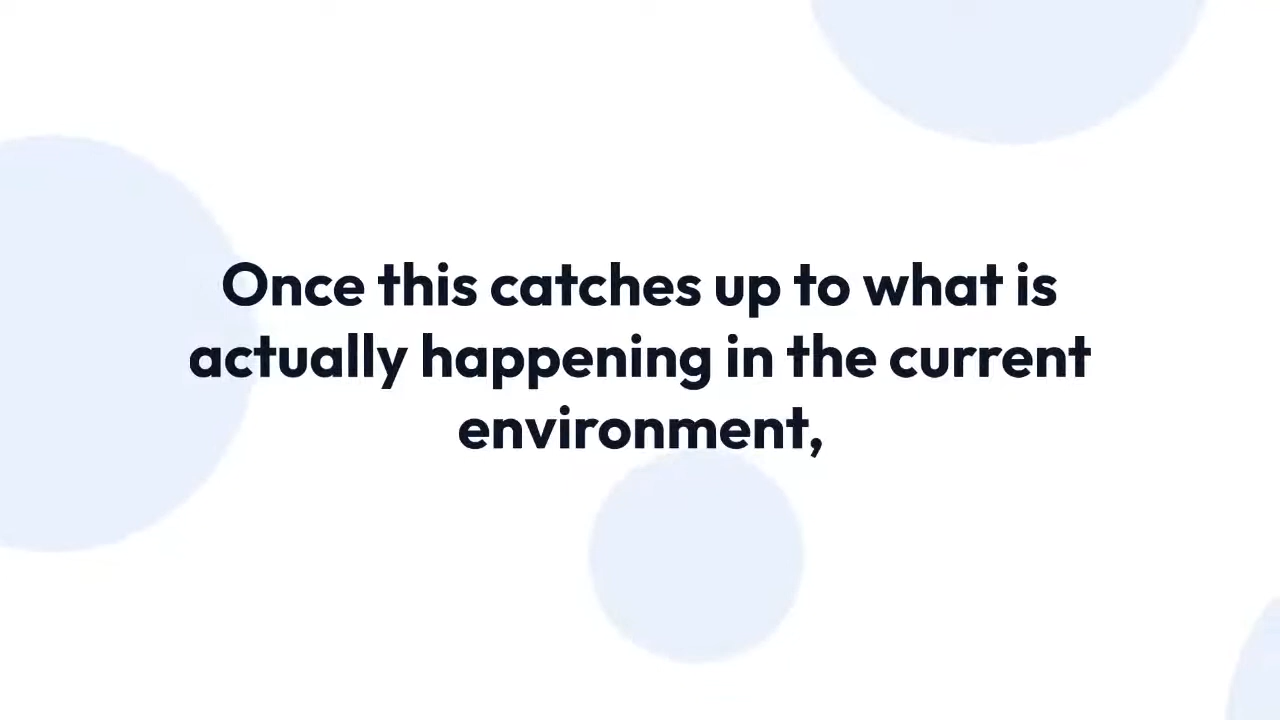 Once this catches up to what is
actually happening in the current
environment,